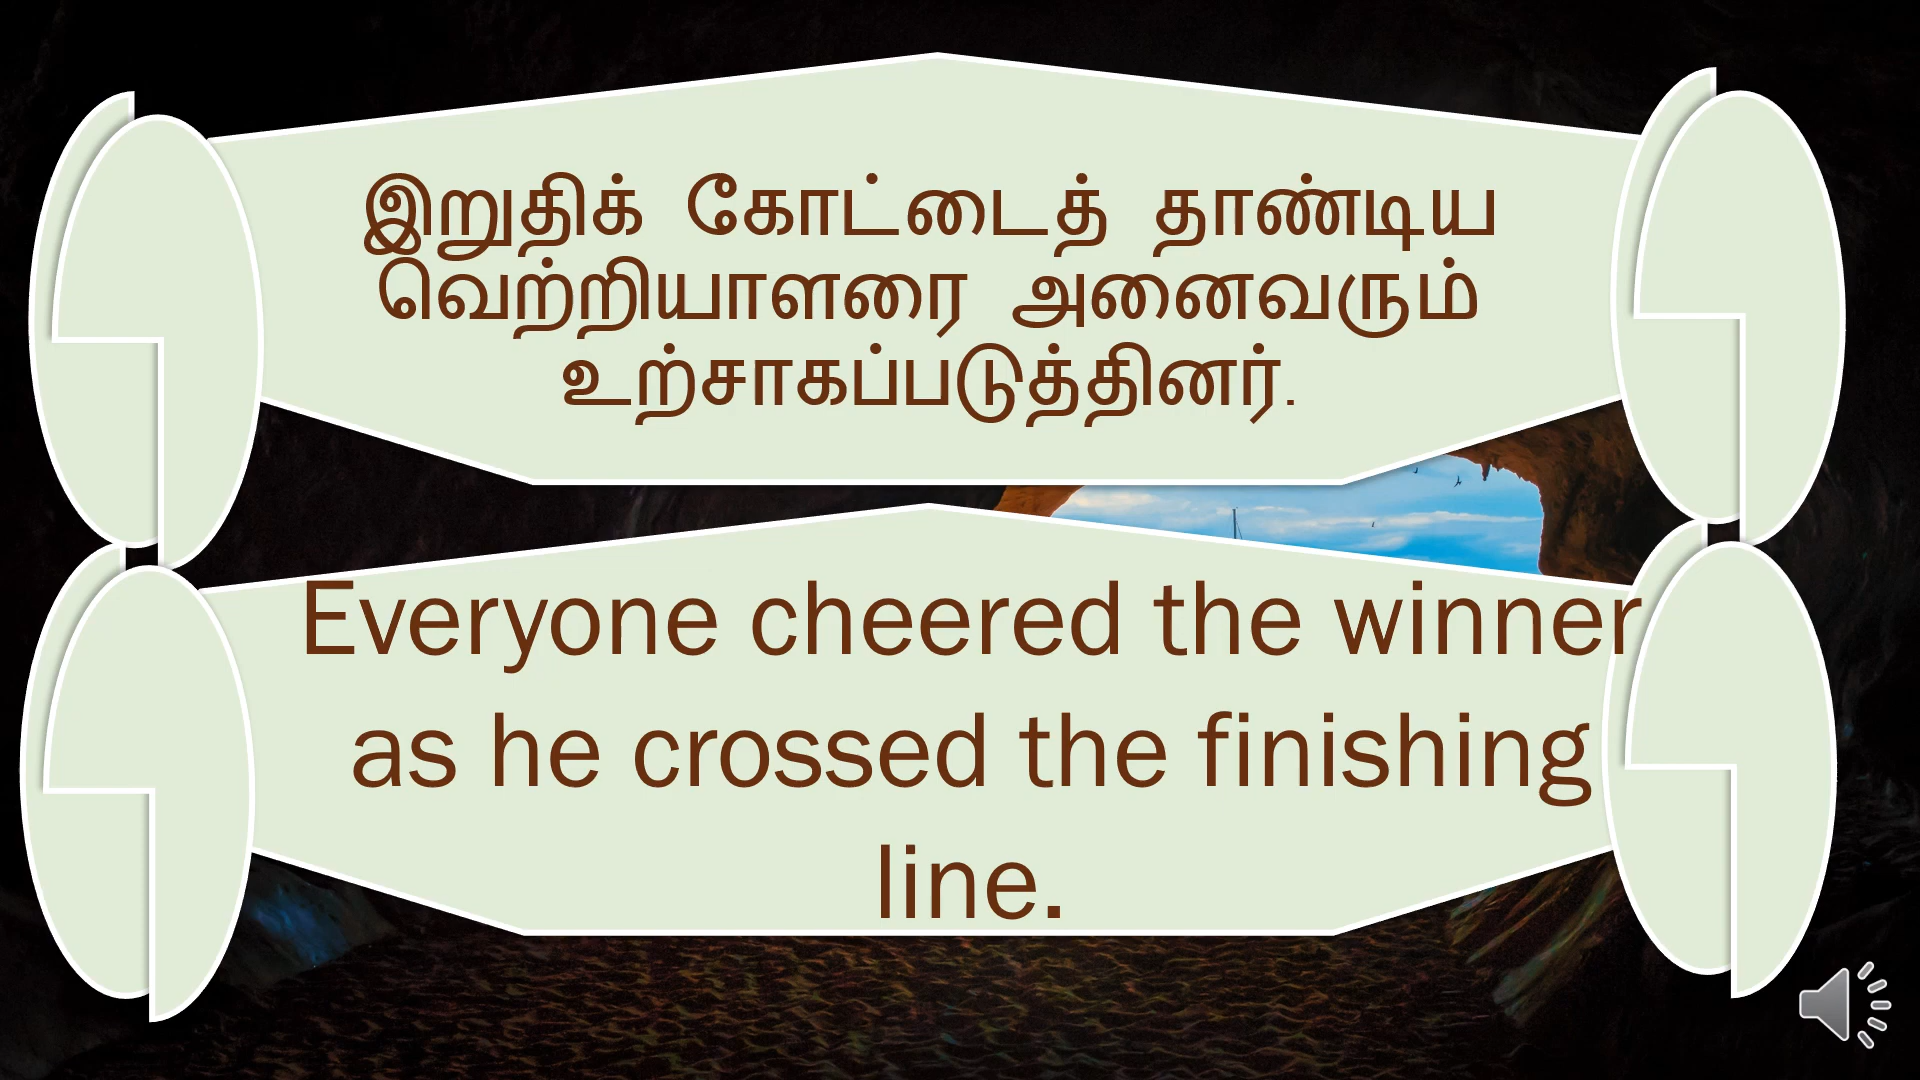 இறுதிக் கோட்டைத் தாண்டிய
வெற்றியாளரை அனைவரும்
உற்சாகப்படுத்தினர்.
Everyone cheered the winner
as he crossed the finishing
line.